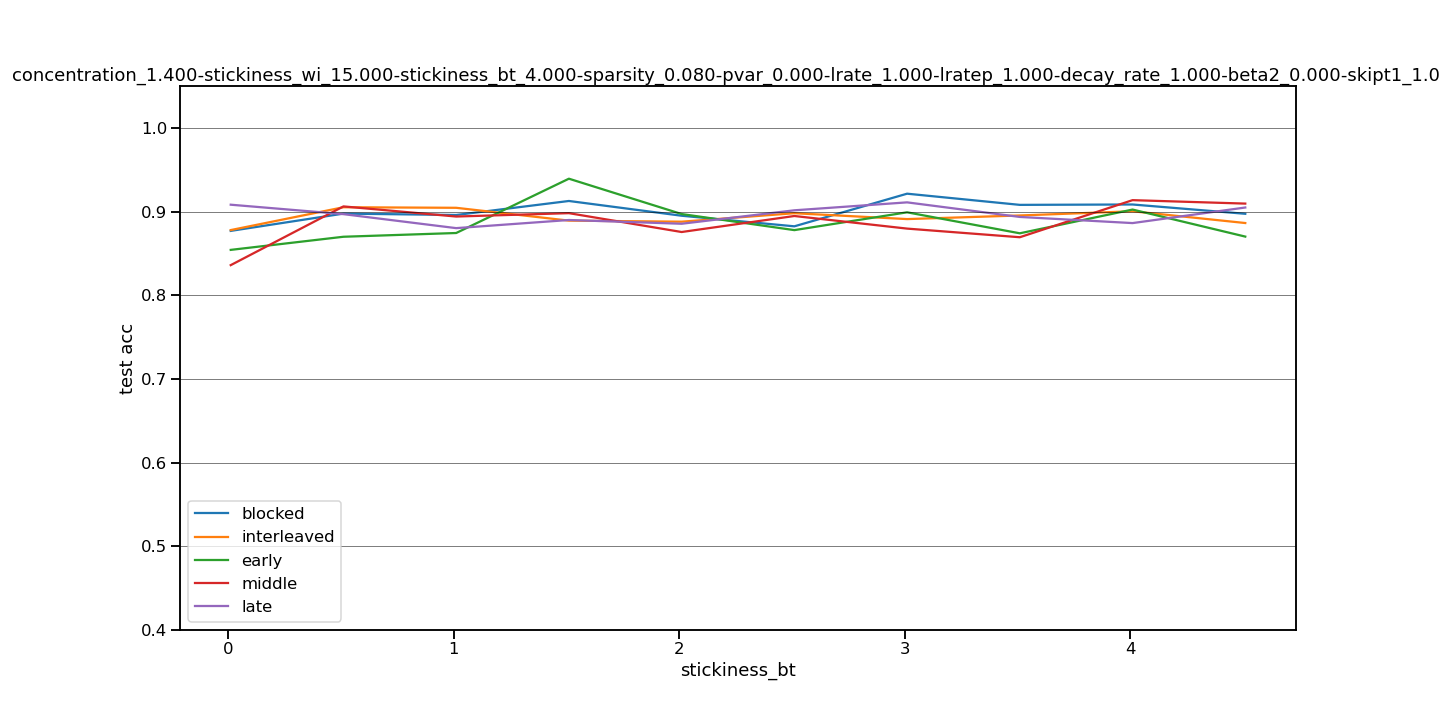 concentration_1.400-stickiness_wi_15.000-stickiness_bt_4.000-sparsity_0.080-pvar_0.000-lrate_1.000-lratep_1.000-decay_rate_1.000-beta2_0.000-skipt1_1.0
1.0
0.9
0.8
0.7
0.6
0.5
0.4
test acc
blocked
interleaved
early
middle
late
0 1 2 3 4
stickiness_bt